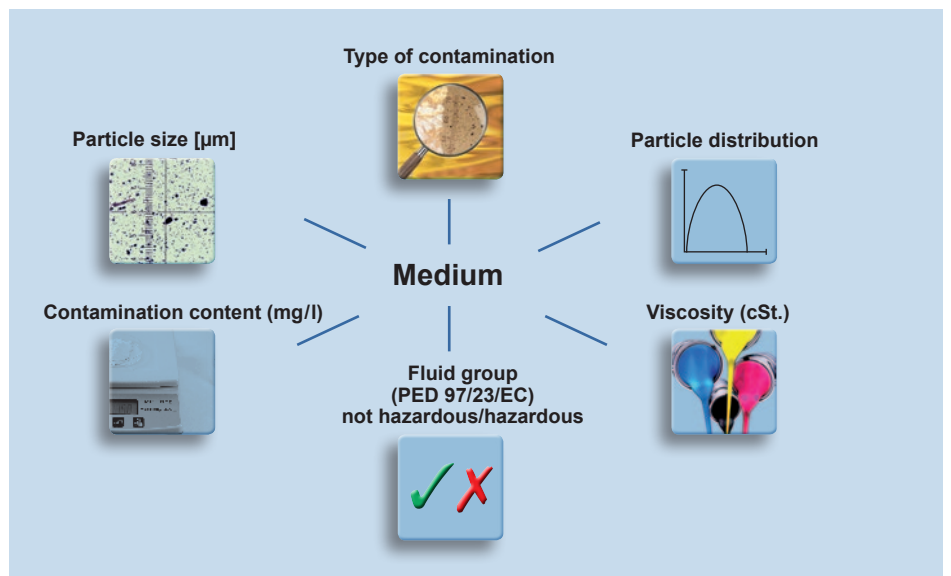 Type of contamination
Particle size [µm]
Particle distribution
Medium
Contamination content (mg/l)
Viscosity (cSt.)
Fluid group
(PED 97/23/EC)
not hazardous/hazardous